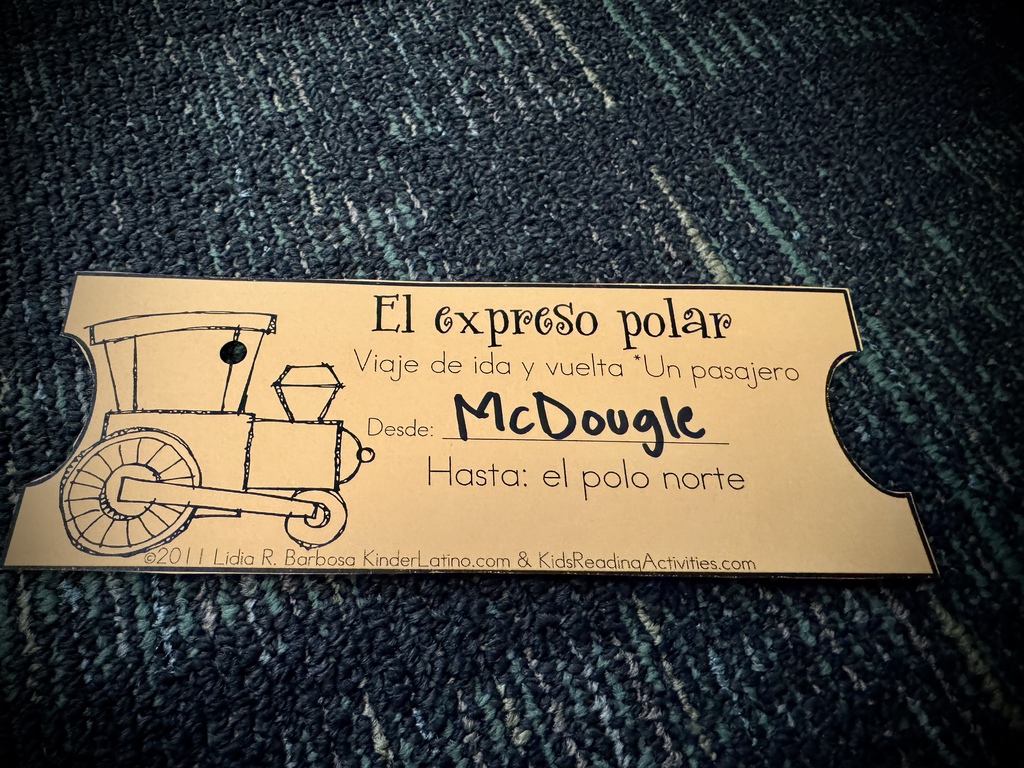 El expreso polar
Viaje de ida y vuelta *Un pasajero
Desde: McDougle
Hasta: el polo norte
©2011 Lidia R. Barbosa KinderLatino.com & KidsReadingActivities.com